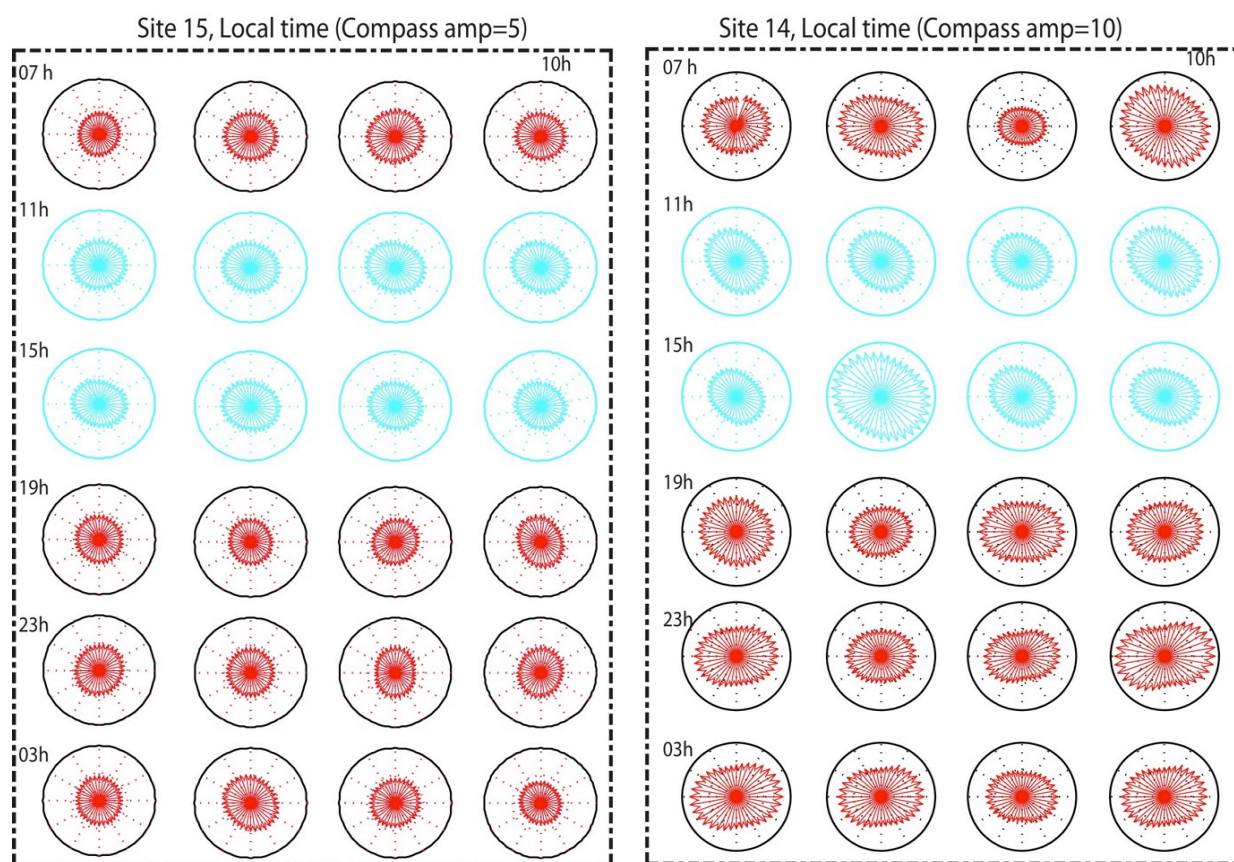 Site 15, Local time (Compass amp=5)
07 h
10h
11h
15h
19h
23h
03h
Site 14, Local time (Compass amp=10)
07 h
10h
11h
15h
19h
23h
03h